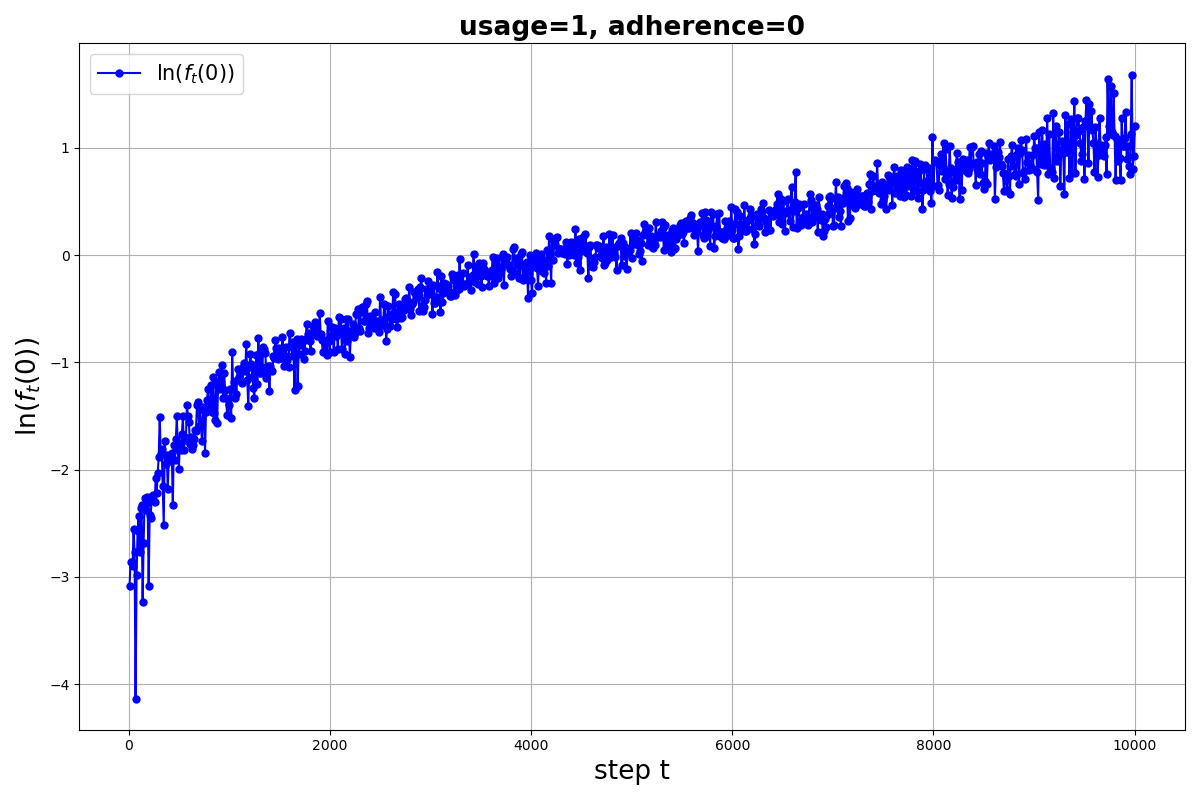 usage=1, adherence=0
ln(f_t(0))
1
0
−1
−2
−3
−4
ln(f_t(0))
0 2000 4000 6000 8000 10000
step t